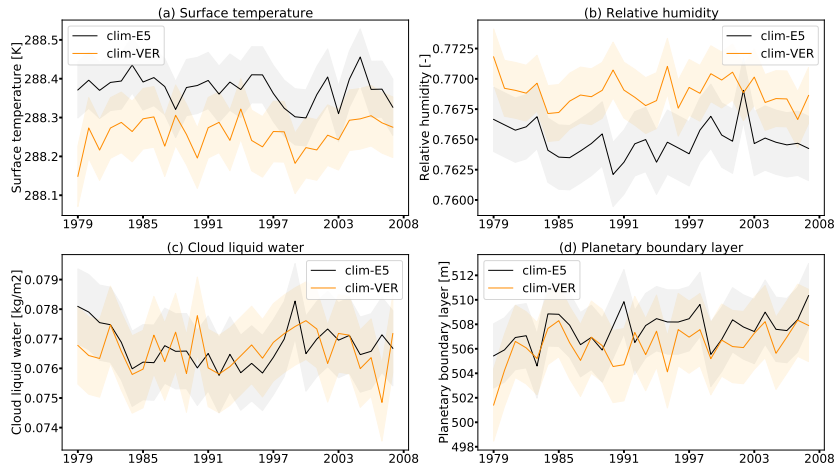 (a) Surface temperature
Surface temperature [K]
288.5
288.4
288.3
288.2
288.1
clim-E5
clim-VER
1979 1985 1991 1997 2003 2008
(b) Relative humidity
Relative humidity [-]
0.7725
0.7700
0.7675
0.7650
0.7625
0.7600
clim-E5
clim-VER
1979 1985 1991 1997 2003 2008
(c) Cloud liquid water
Cloud liquid water [kg/m2]
0.079
0.078
0.077
0.076
0.075
0.074
clim-E5
clim-VER
1979 1985 1991 1997 2003 2008
(d) Planetary boundary layer
Planetary boundary layer [m]
512
510
508
506
504
502
500
498
clim-E5
clim-VER
1979 1985 1991 1997 2003 2008